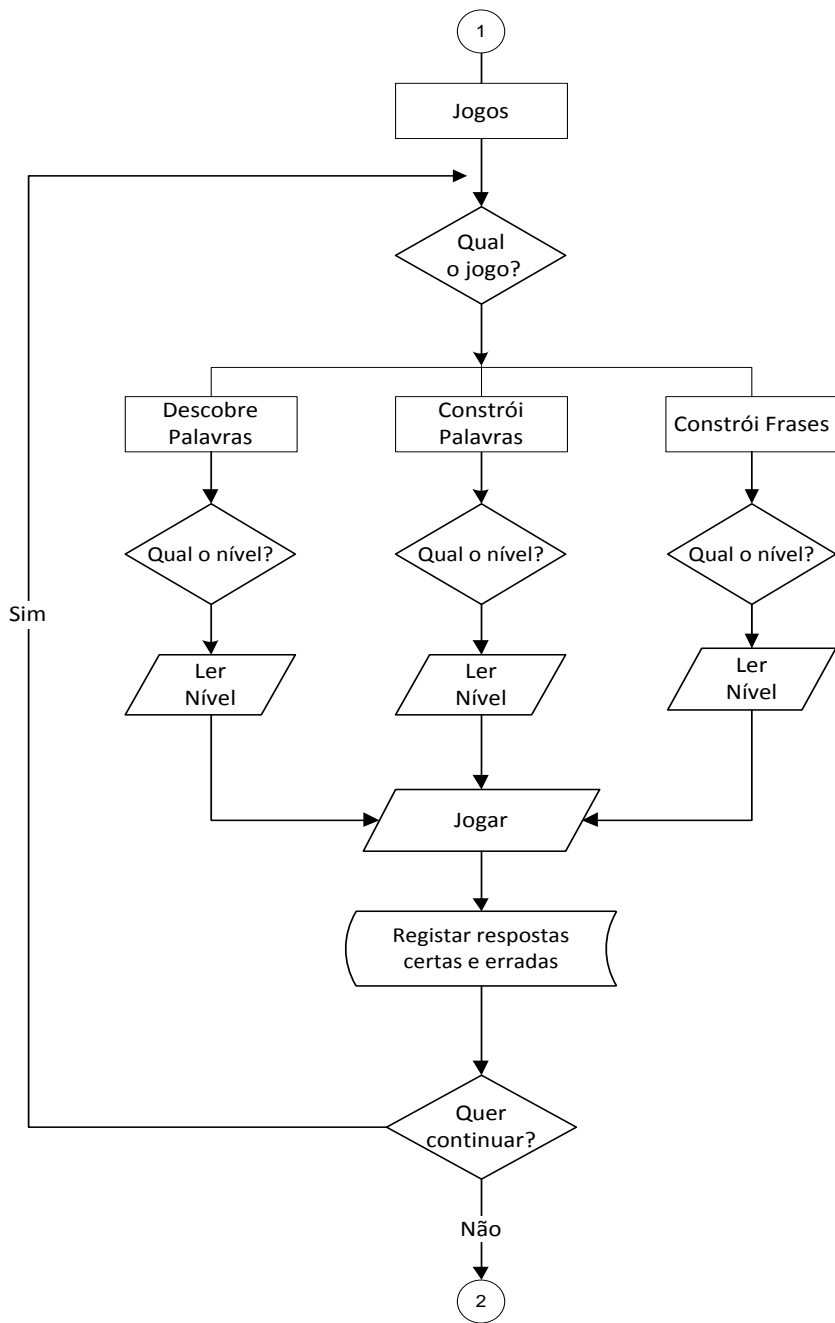 1
Jogos
Qual
o jogo?
Descobre
Palavras
Constrói
Palavras
Constrói Frases
Qual o nível?
Qual o nível?
Qual o nível?
Sim
Ler
Nível
Ler
Nível
Ler
Nível
Jogar
Registar respostas
certas e erradas
Quer
continuar?
Não
2